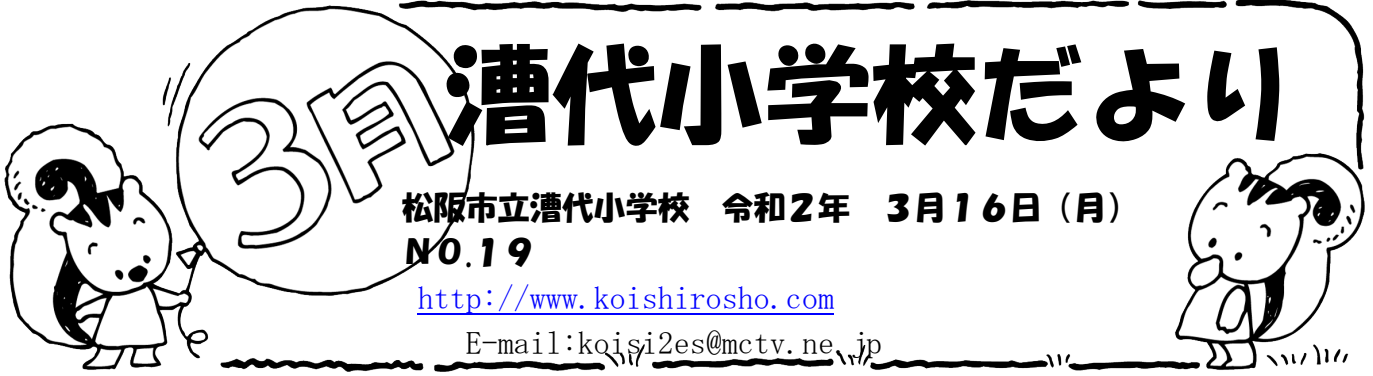 3月
漕代小学校だより
松阪市立漕代小学校　令和２年　３月１６日（月）
ＮＯ.１９
http://www.koishirosho.com
E-mail:koisi2es@mctv.ne.jp